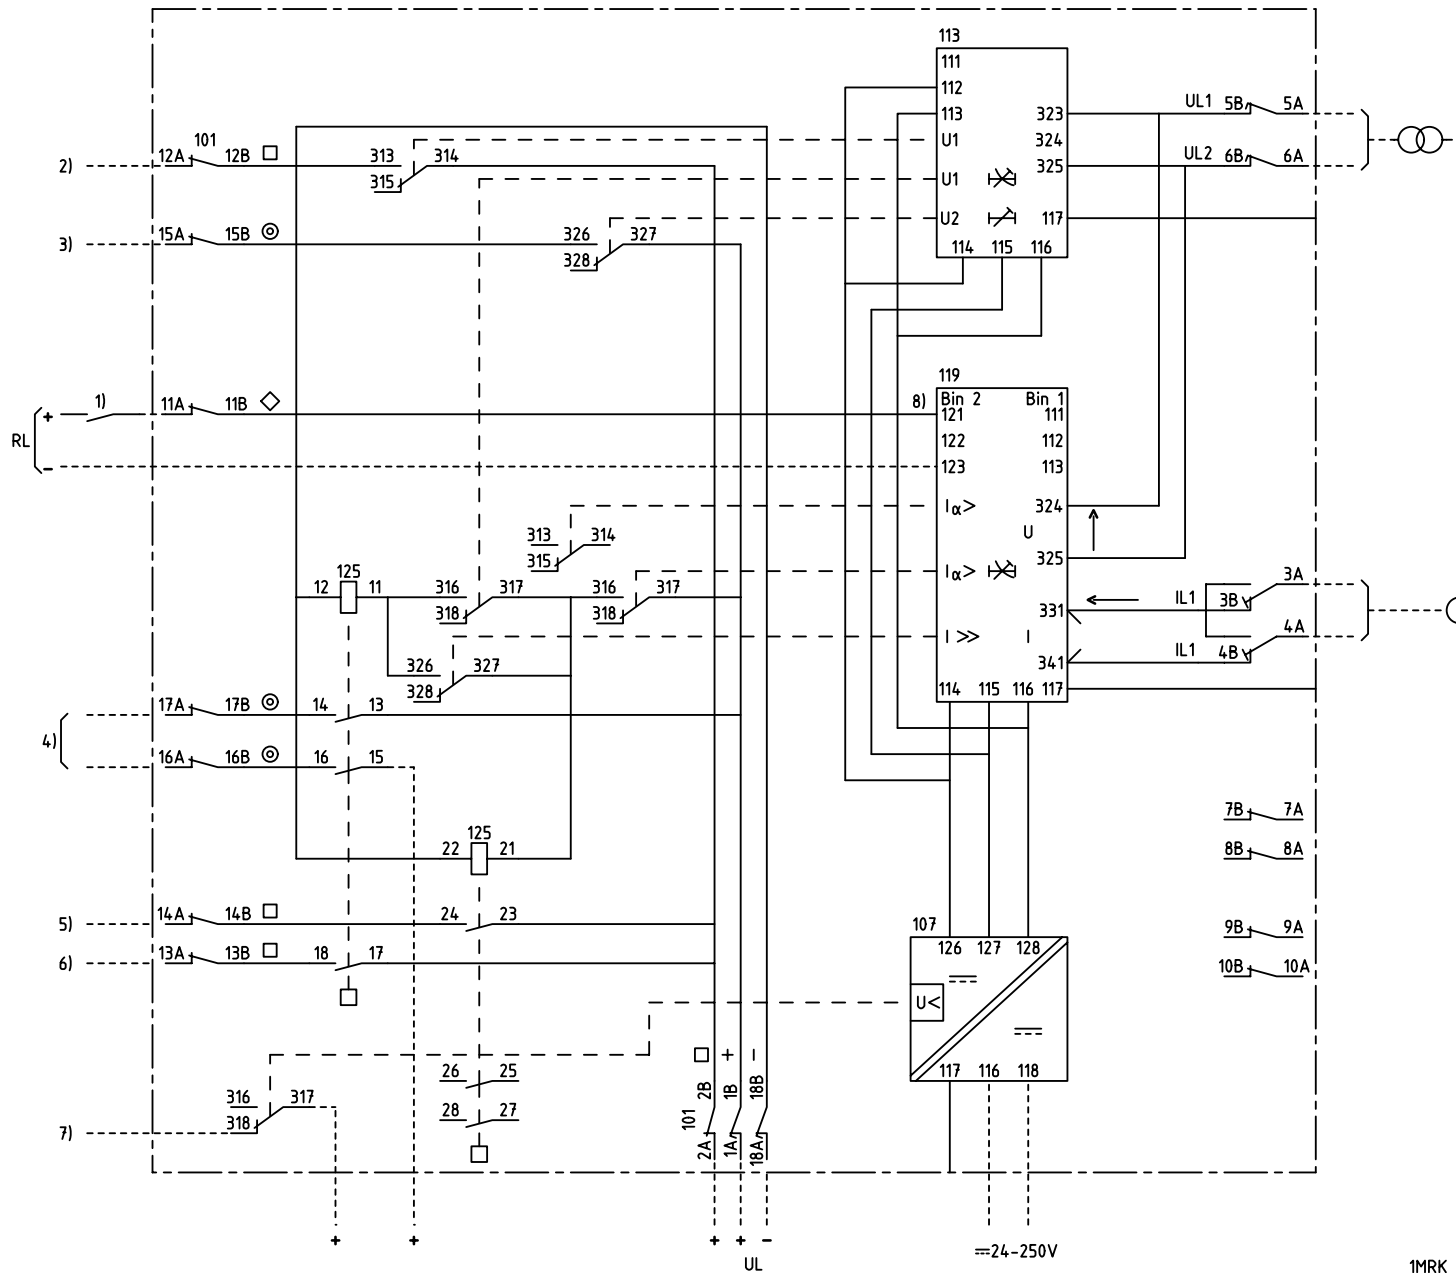 113
111
112
113 323 UL1 5B 5A
101 U1 324
2) 12A 12B 313 314 325 UL2 6B 6A
315 U1
3) 15A 15B 326 327 U2 117
328 114 115 116
119
1) 11A 11B 8) Bin 2 Bin 1
+ 121 111
RL 122 112
- 123 113
Iα> 324
313 314 U
315 325
125 Iα> 3A
12 11 316 317 316 317 IL1 3B
318 318 331
I >> I 4A
326 327 IL1 4B
328 341
114 115 116 117
17A 17B 14 13
4)
16A 16B 16 15
7B 7A
125
22 21 8B 8A
5) 14A 14B 24 23 107 9B 9A
6) 13A 13B 18 17 126 127 128 10B 10A
U<
+ -
26 25 117 116 118
316 317 28 27 2B 1B 18B
318 101
7) 2A 1A 18A
+ + + + -
UL =24-250V
1MRK